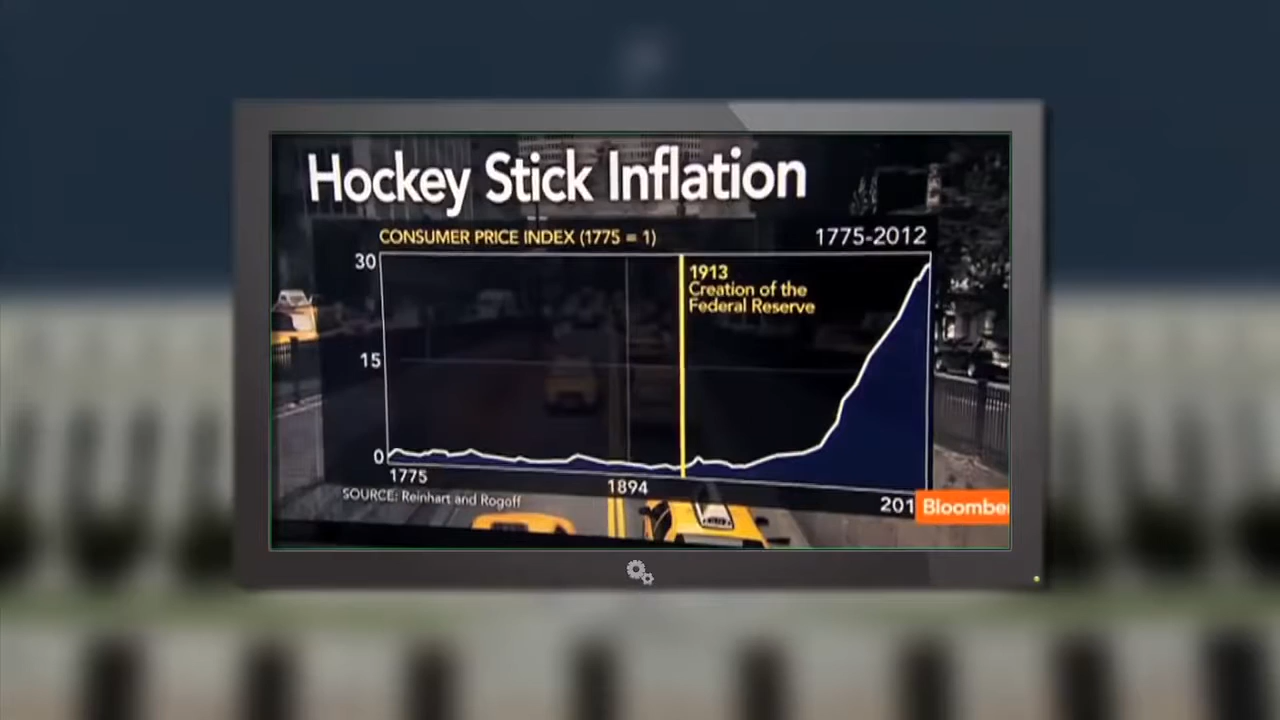 Hockey Stick Inflation
CONSUMER PRICE INDEX (1775 = 1)
1775-2012
30
1913
Creation of the
Federal Reserve
15
0
1775
1894
201
SOURCE: Reinhart and Rogoff
Bloomber